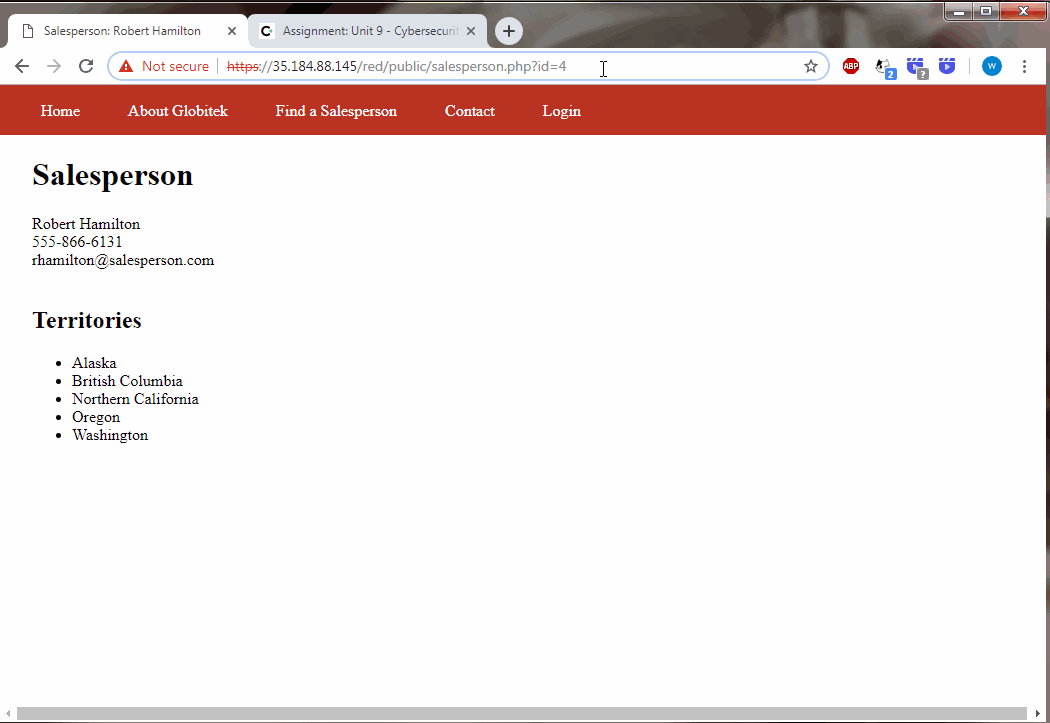 Salesperson: Robert Hamilton
Assignment: Unit 9 - Cybersecurit
Not secure https://35.184.88.145/red/public/salesperson.php?id=4
ABP
2
?
W
Home About Globitek Find a Salesperson Contact Login
Salesperson
Robert Hamilton
555-866-6131
rhamilton@salesperson.com
Territories
Alaska
British Columbia
Northern California
Oregon
Washington